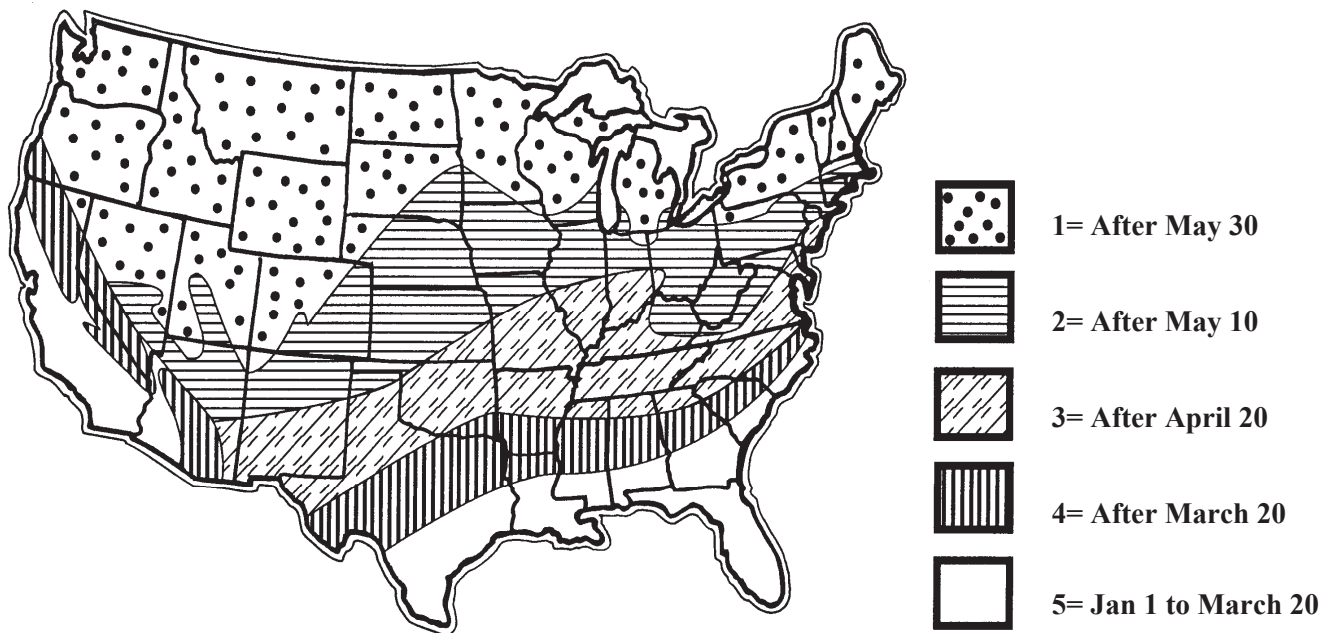 1= After May 30
2= After May 10
3= After April 20
4= After March 20
5= Jan 1 to March 20